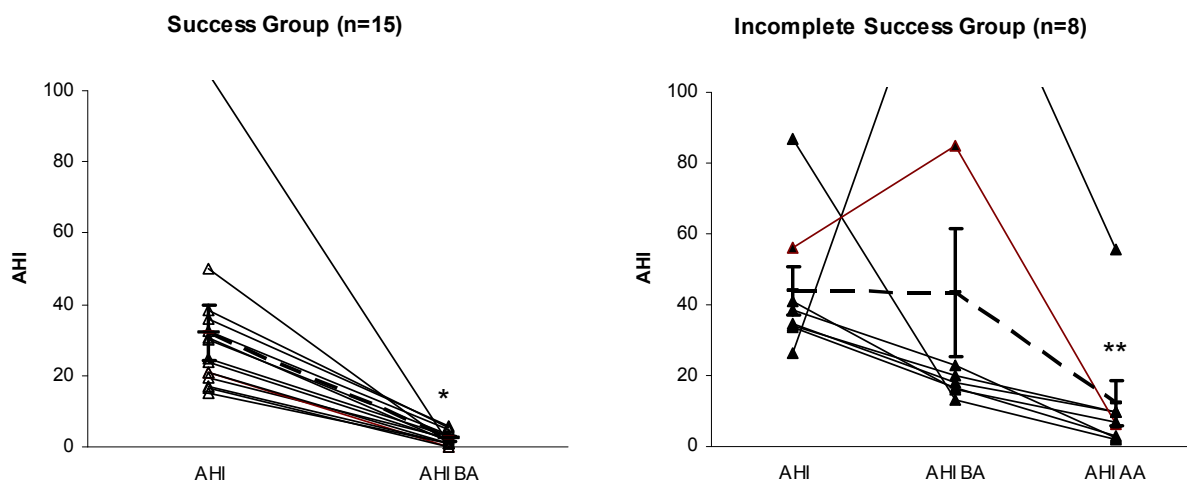 Success Group (n=15)
AHI
100
80
60
40
20
0
*
AHI
AHI BA
Incomplete Success Group (n=8)
AHI
100
80
60
40
20
0
**
AHI
AHI BA
AHI AA